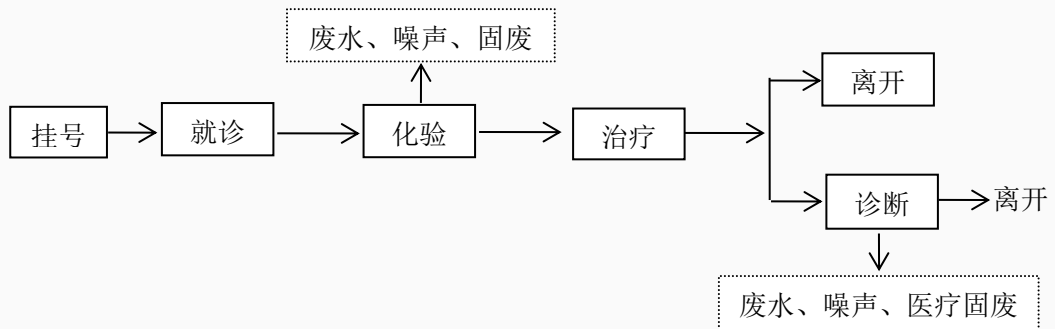 废水、噪声、固废
离开
挂号
就诊
化验
治疗
诊断
离开
废水、噪声、医疗固废